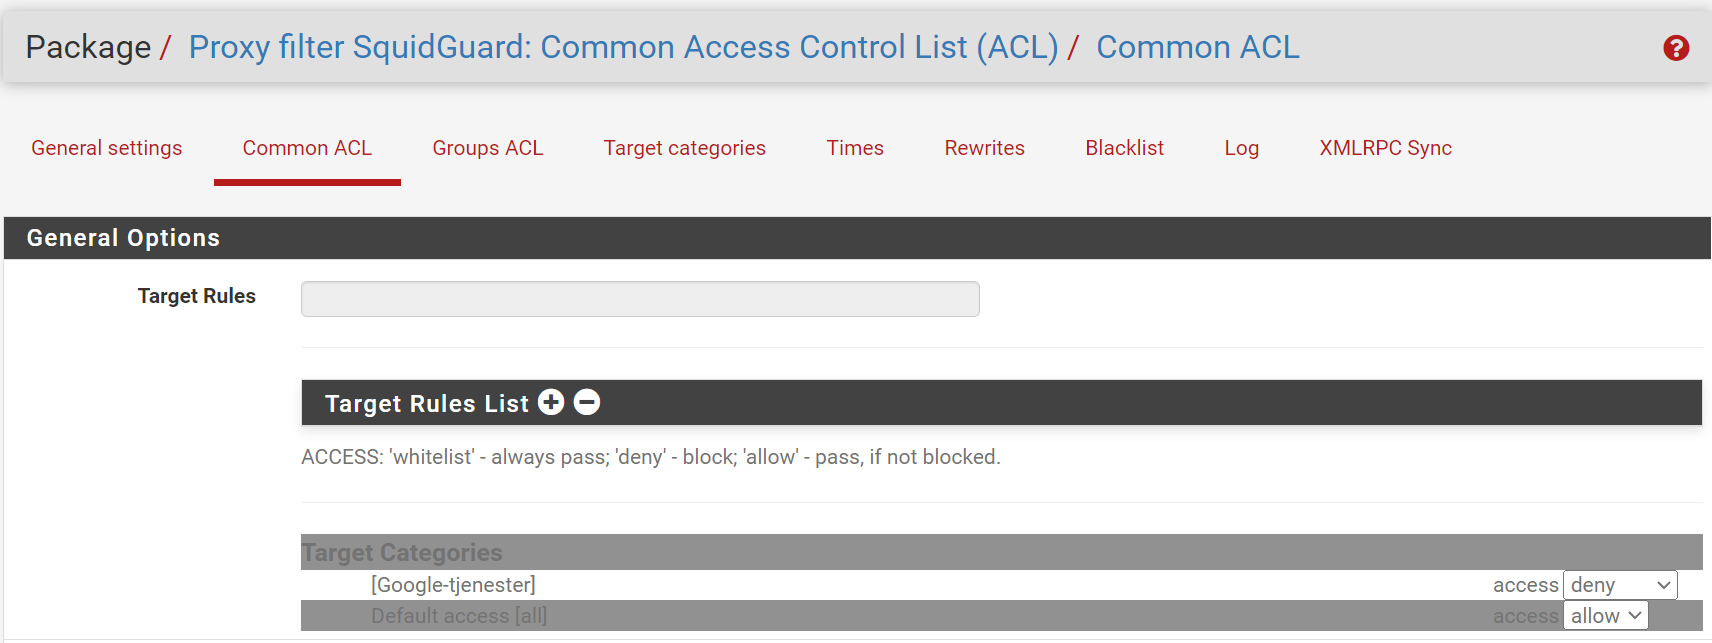 Package / Proxy filter SquidGuard: Common Access Control List (ACL) / Common ACL ?
General settings Common ACL Groups ACL Target categories Times Rewrites Blacklist Log XMLRPC Sync
General Options
Target Rules
Target Rules List
ACCESS: 'whitelist' - always pass; 'deny' - block; 'allow' - pass, if not blocked.
Target Categories
[Google-tjenester] access deny
Default access [all] access allow